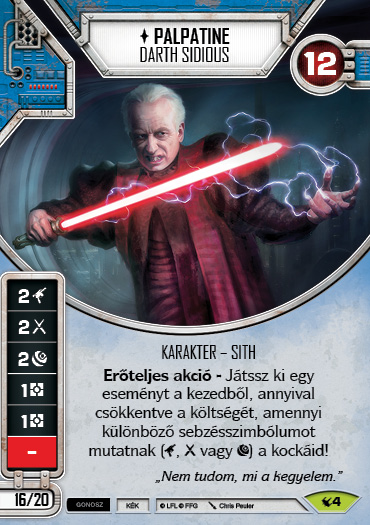 PALPATINE
DARTH SIDIOUS
12
2
2
2
1
1
–
16/20
KARAKTER – SITH
Erőteljes akció - Játssz ki egy
eseményt a kezedből, annyival
csökkentve a költségét, amennyi
különböző sebzésszimbólumot
mutatnak ( , vagy ) a kockáid!
„Nem tudom, mi a kegyelem.”
GONOSZ
KÉK
© LFL © FFG
Chris Peuler
4